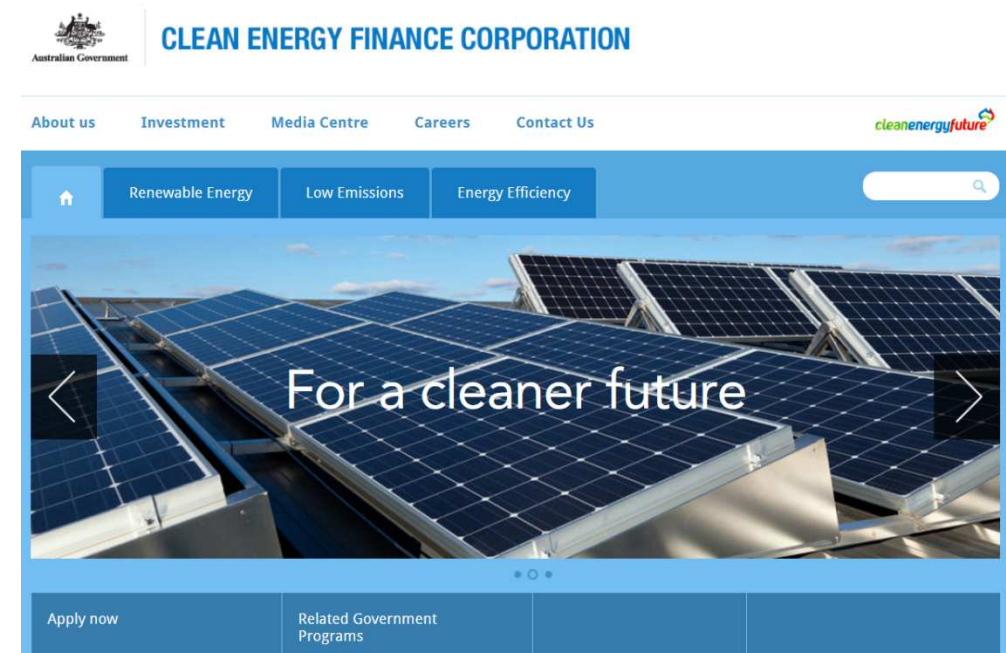 Australian Government
CLEAN ENERGY FINANCE CORPORATION
About us Investment Media Centre Careers Contact Us
cleanenergyfuture
Renewable Energy Low Emissions Energy Efficiency
For a cleaner future
Apply now
Related Government
Programs